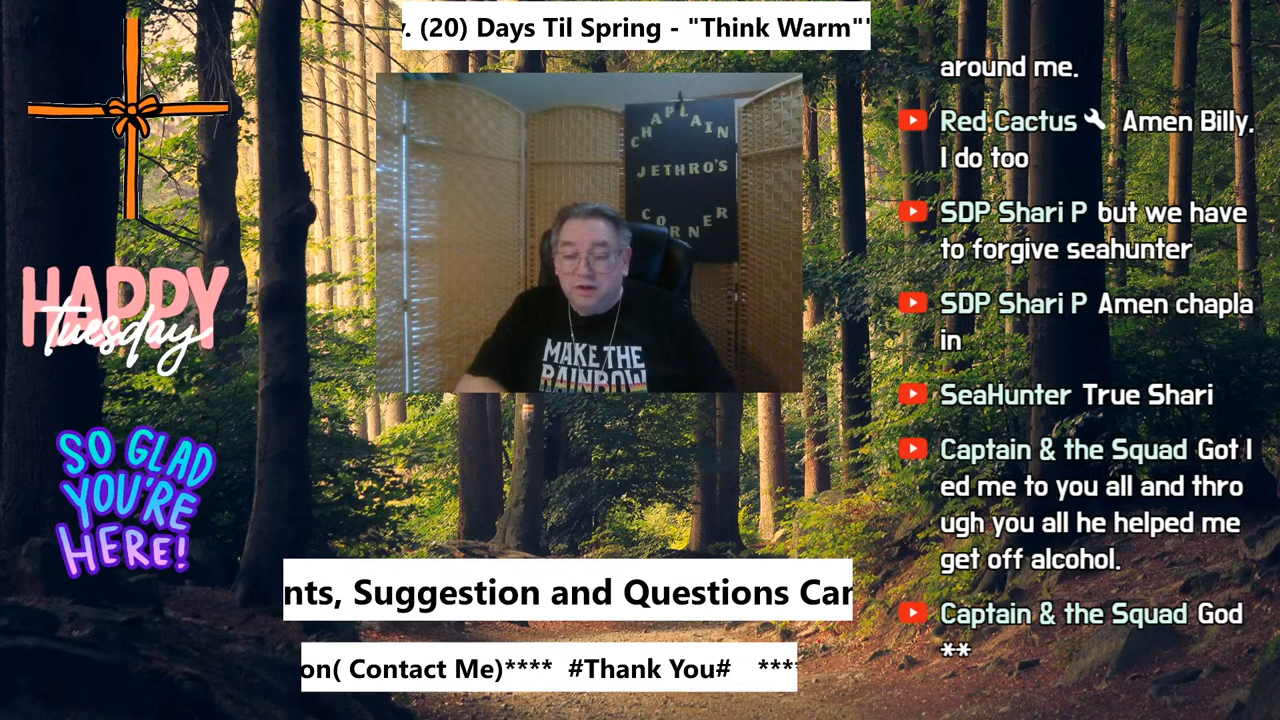 . (20) Days Til Spring - "Think Warm"'
CHAPLAIN
JETHRO'S
CORNER
MAKE THE
RAINBOW
HAPPY
Tuesday
SO GLAD
YOU'RE
HERE!
nts, Suggestion and Questions Can
on( Contact Me)**** #Thank You# ****
around me.
Red Cactus Amen Billy.
I do too
SDP Shari P but we have
to forgive seahunter
SDP Shari P Amen chapla
in
SeaHunter True Shari
Captain & the Squad Got l
ed me to you all and thro
ugh you all he helped me
get off alcohol.
Captain & the Squad God
**